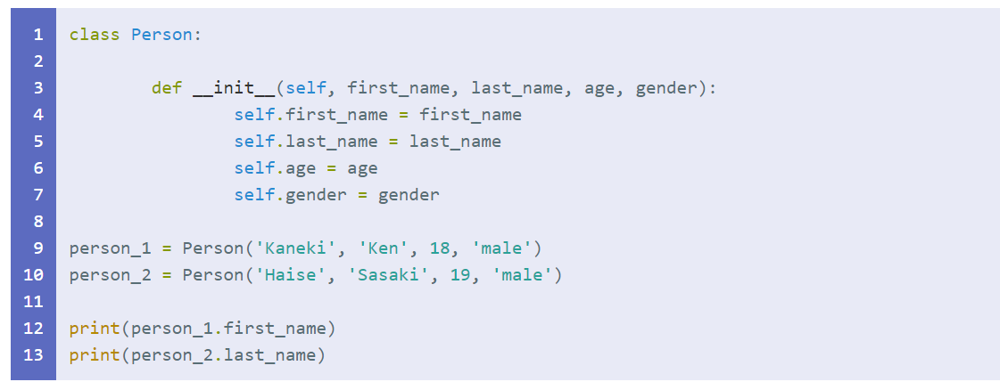 1 class Person:
2
3 def __init__(self, first_name, last_name, age, gender):
4 self.first_name = first_name
5 self.last_name = last_name
6 self.age = age
7 self.gender = gender
8
9 person_1 = Person('Kaneki', 'Ken', 18, 'male')
10 person_2 = Person('Haise', 'Sasaki', 19, 'male')
11
12 print(person_1.first_name)
13 print(person_2.last_name)